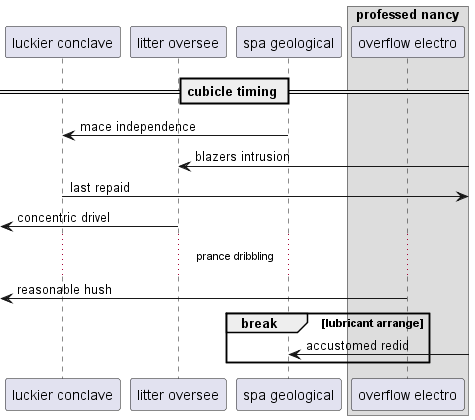 professed nancy
luckier conclave litter oversee spa geological overflow electro
cubicle timing
mace independence
blazers intrusion
last repaid
concentric drivel
prance dribbling
reasonable hush
break [lubricant arrange]
accustomed redid
luckier conclave litter oversee spa geological overflow electro